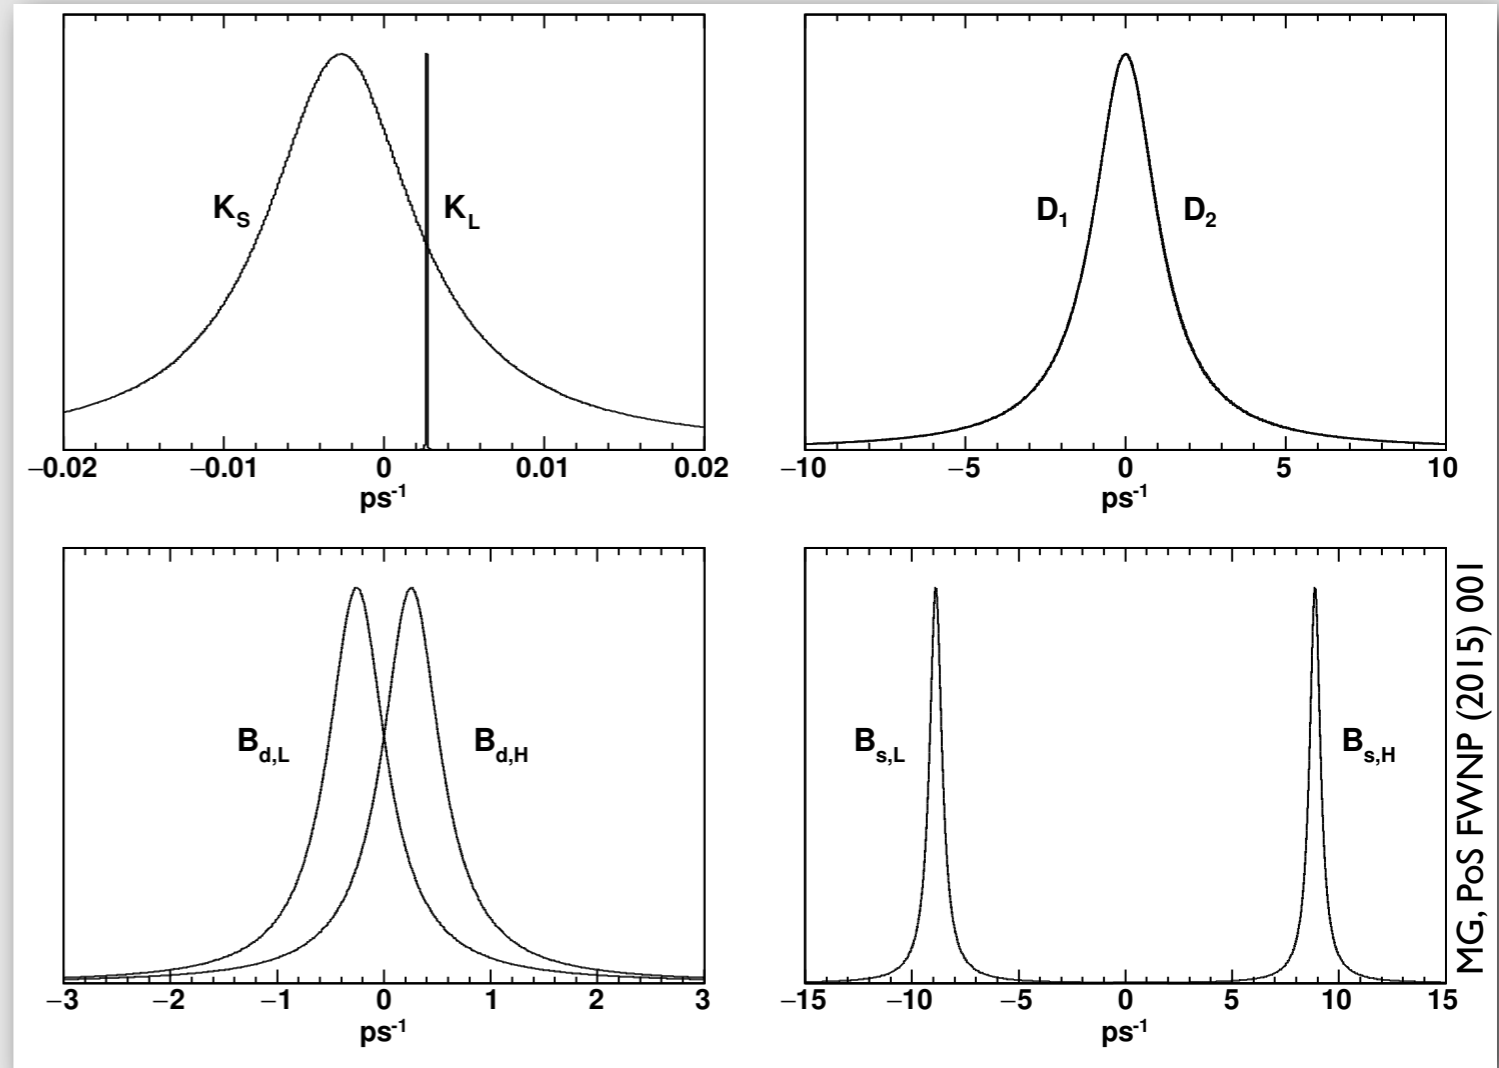 K_S K_L
−0.02 −0.01 0 0.01 0.02
ps⁻¹
D_1 D_2
−10 −5 0 5 10
ps⁻¹
B_d,L B_d,H
−3 −2 −1 0 1 2 3
ps⁻¹
B_s,L B_s,H
−15 −10 −5 0 5 10 15
ps⁻¹
MG, PoS FWNP (2015) 001